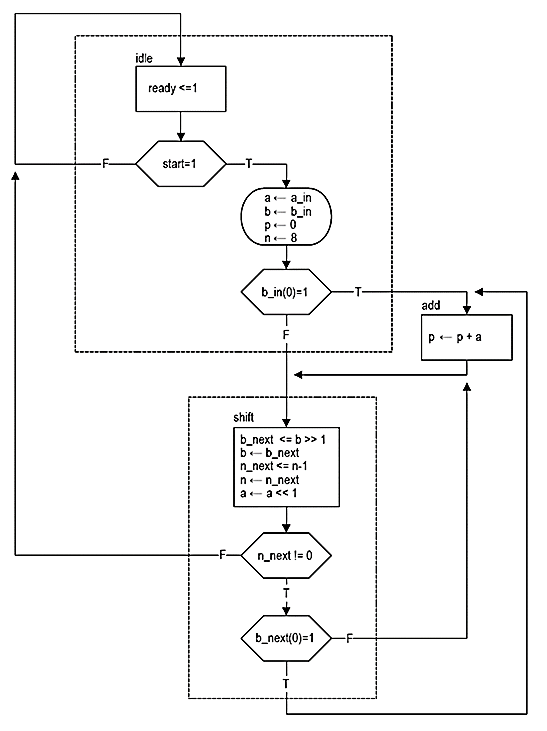 idle
ready <=1
F
start=1
T
a ← a_in
b ← b_in
p ← 0
n ← 8
b_in(0)=1
T
F
add
p ← p + a
shift
b_next <= b >> 1
b ← b_next
n_next <= n-1
n ← n_next
a ← a << 1
F
n_next != 0
T
b_next(0)=1
F
T